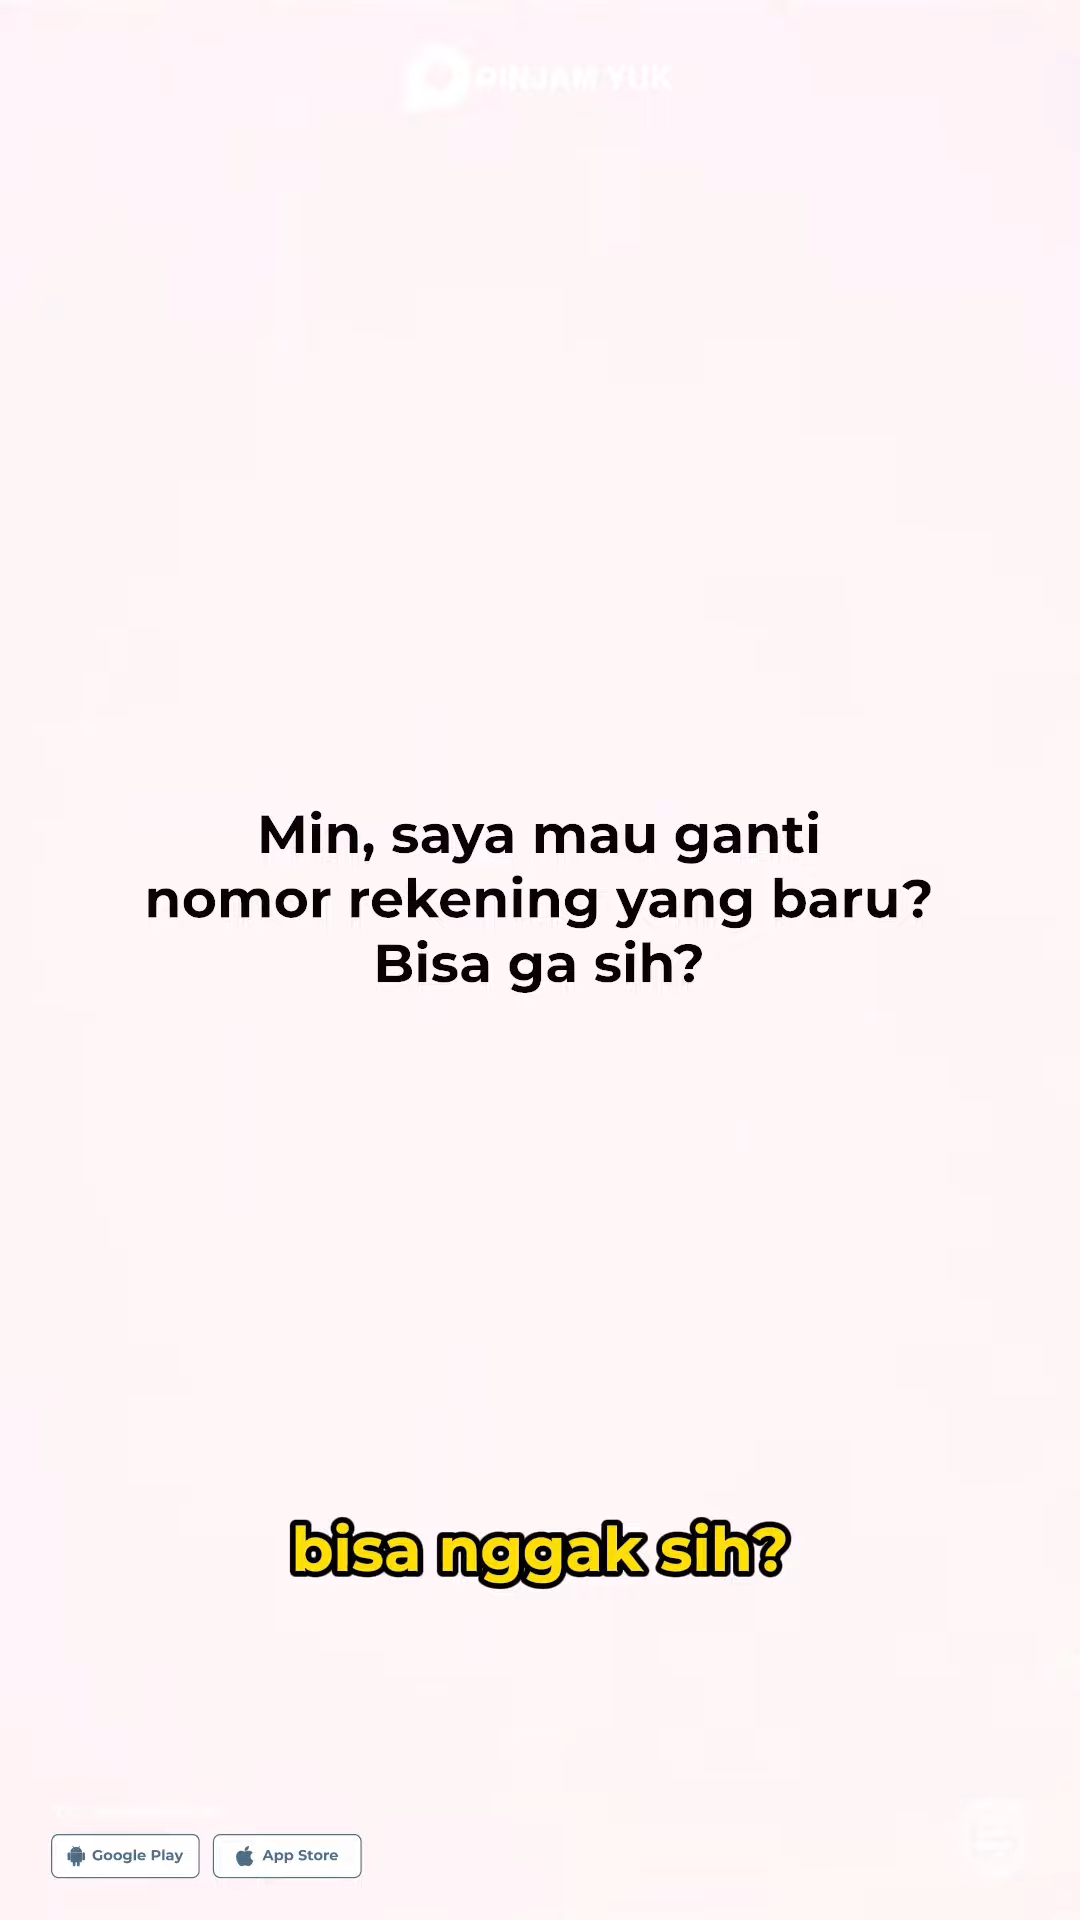 PINJAM YUK
Min, saya mau ganti
nomor rekening yang baru?
Bisa ga sih?
bisa nggak sih?
Google Play
App Store